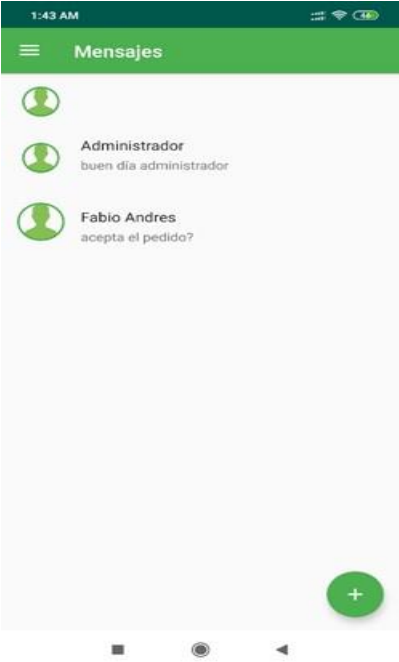 1:43 AM
Mensajes
Administrador
buen día administrador
Fabio Andres
acepta el pedido?